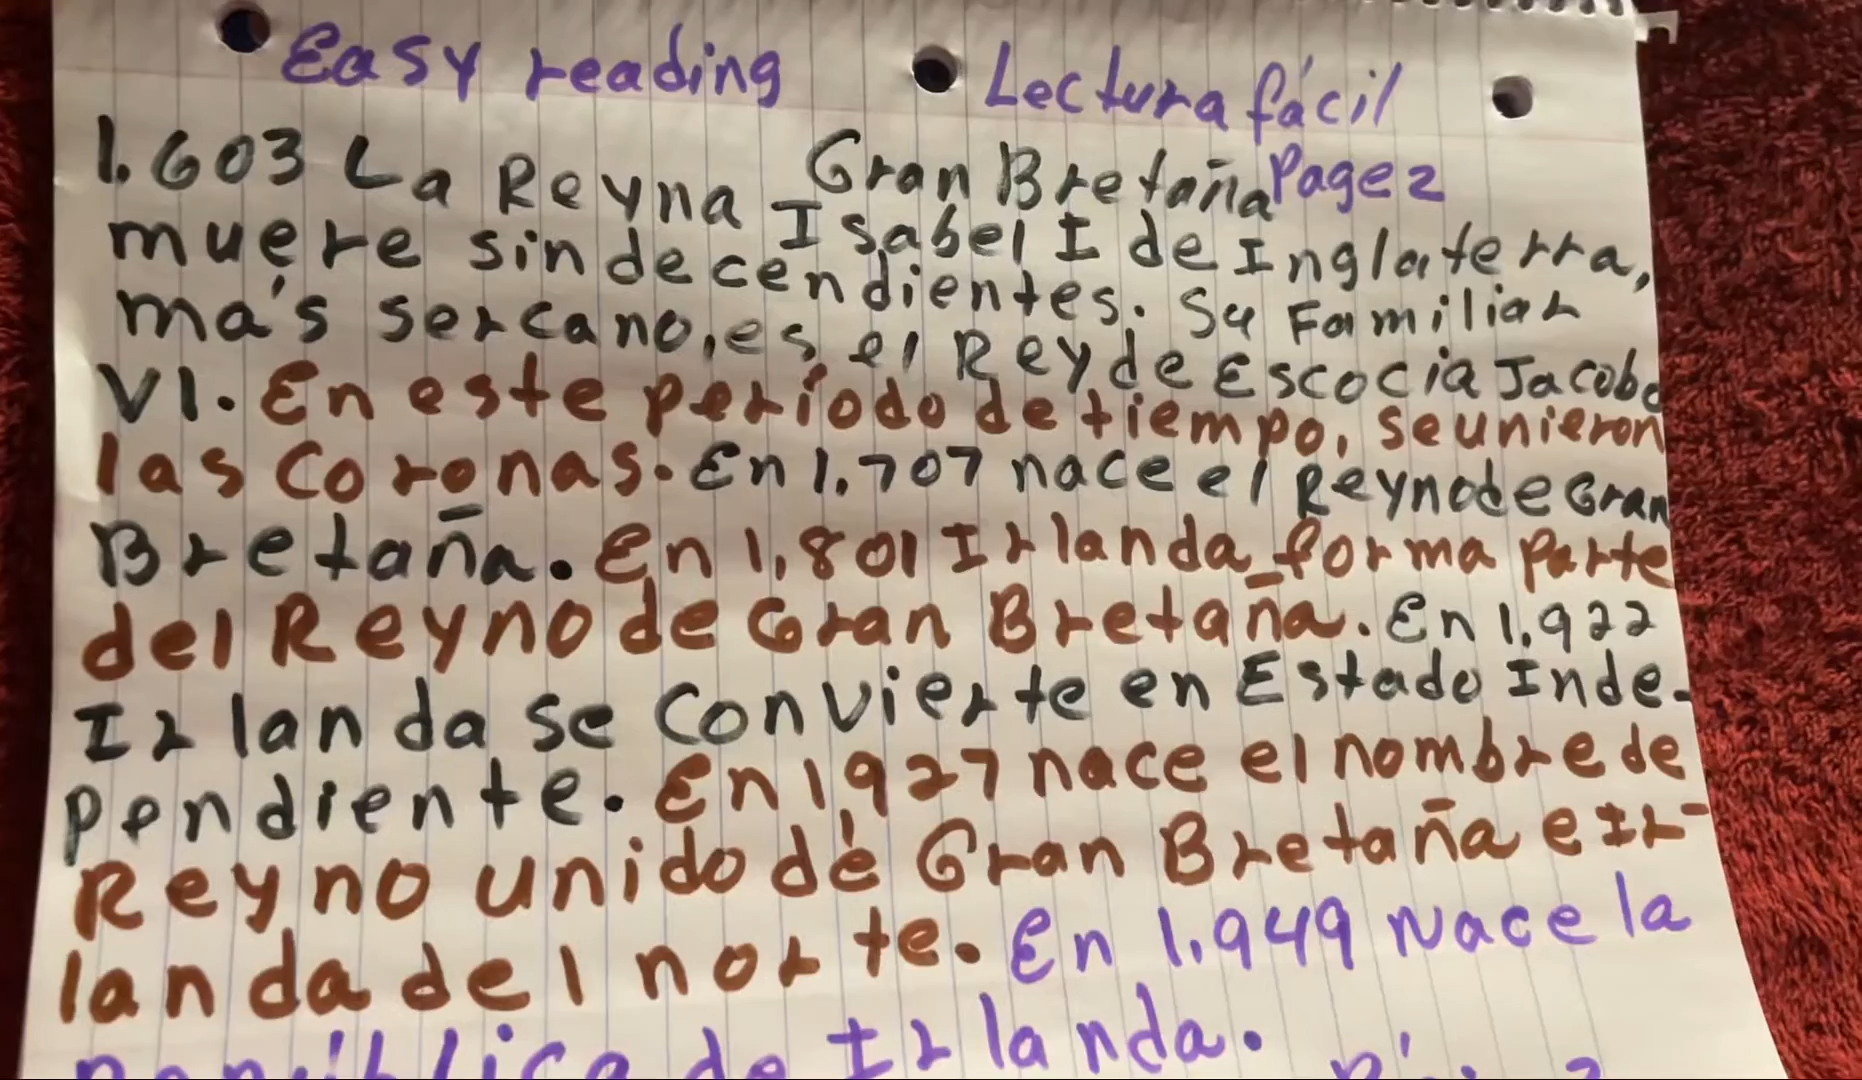 Easy reading Lectura fácil
Gran Bretaña Page 2
1.603 La Reyna Isabel I de Inglaterra,
muere sin decendientes. Su Familiar
más sercano, es el Rey de Escocia Jacobo
VI. En este período de tiempo, se unieron
las Coronas. En 1.707 nace el Reyno de Gran
Bretaña. En 1,801 Irlanda forma parte
del Reyno de Gran Bretaña. En 1,922
Irlanda se Convierte en Estado Inde-
pendiente. En 1,927 nace el nombre de
Reyno unido de Gran Bretaña e Ir-
landa del norte. En 1,949 Nace la
República de Irlanda.